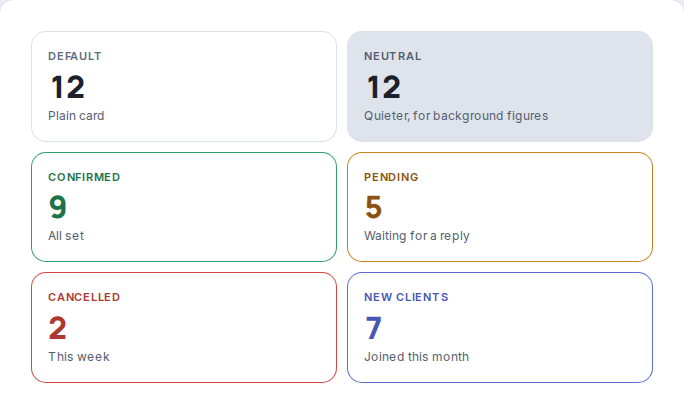 DEFAULT
12
Plain card
NEUTRAL
12
Quieter, for background figures
CONFIRMED
9
All set
PENDING
5
Waiting for a reply
CANCELLED
2
This week
NEW CLIENTS
7
Joined this month